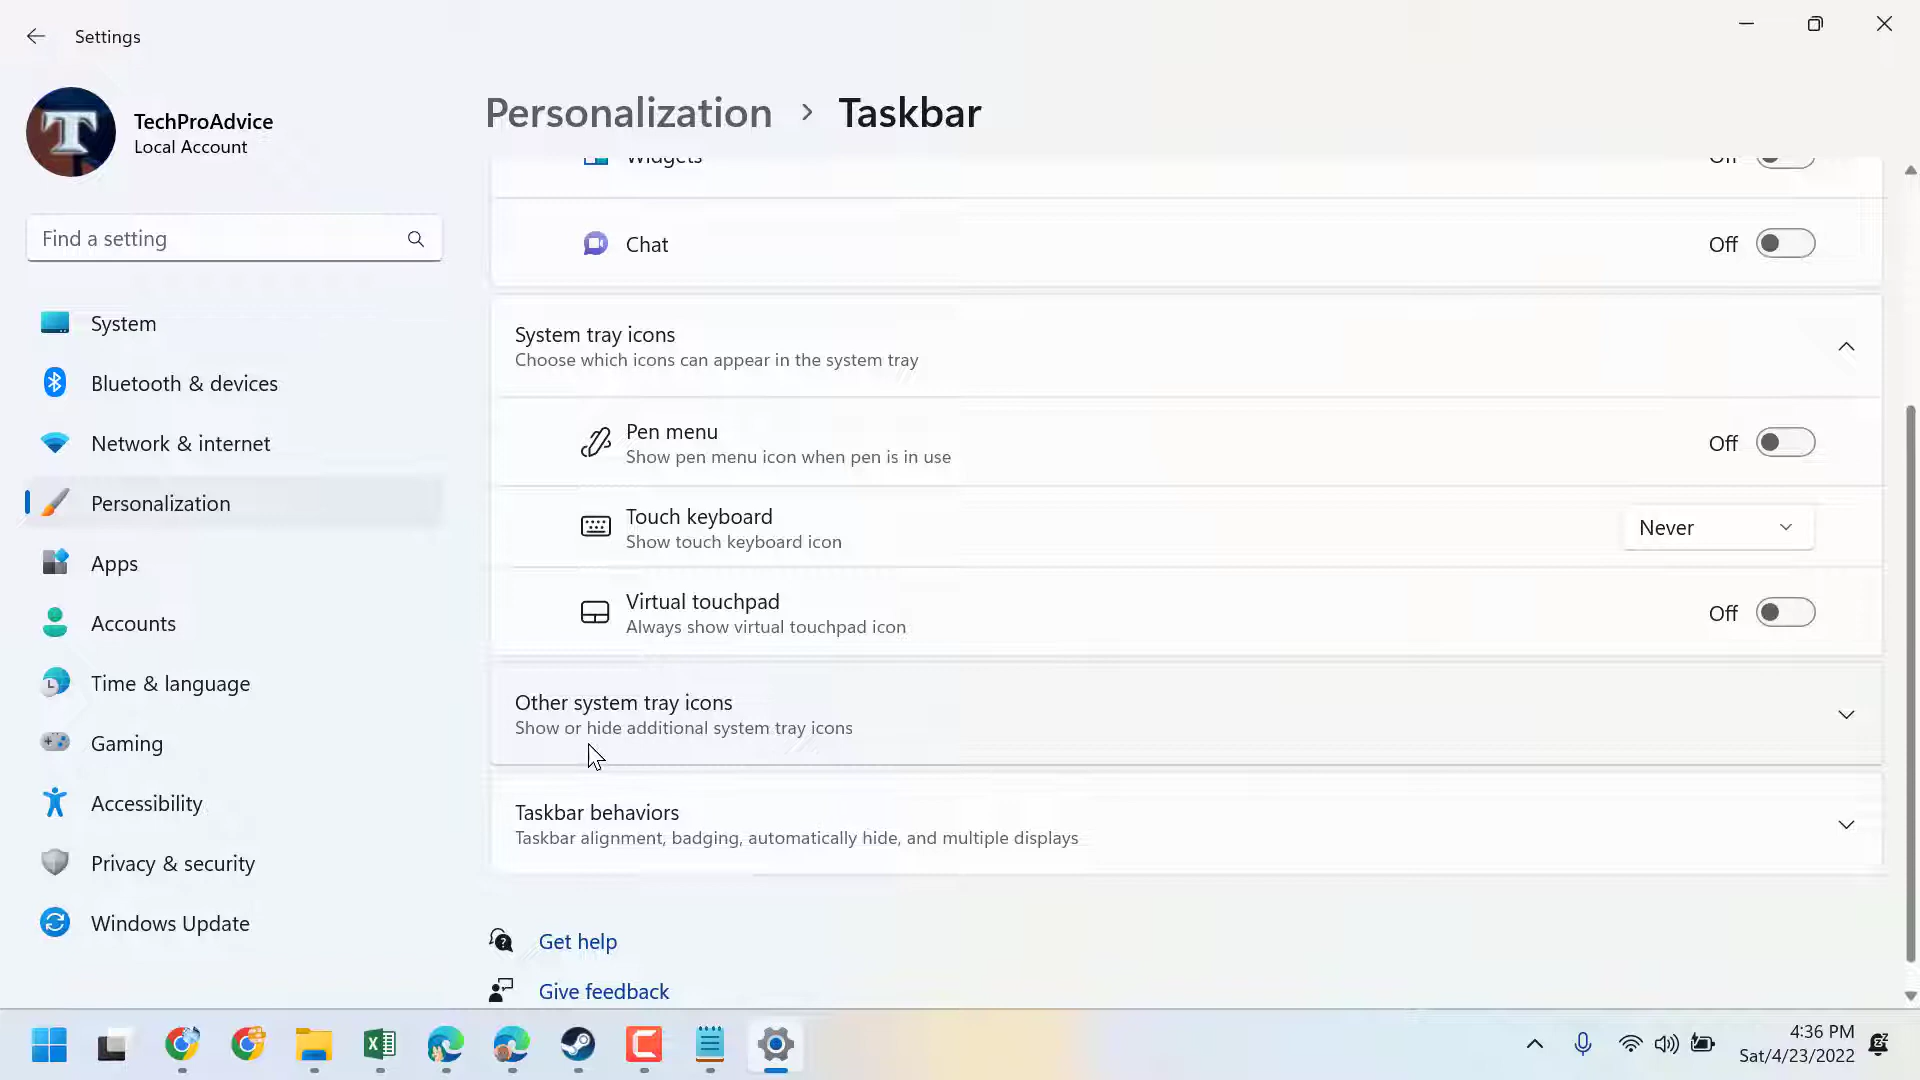 Settings
TechProAdvice
Local Account
Find a setting
System
Bluetooth & devices
Network & internet
Personalization
Apps
Accounts
Time & language
Gaming
Accessibility
Privacy & security
Windows Update
Personalization > Taskbar
Widgets Off
Chat Off
System tray icons
Choose which icons can appear in the system tray
Pen menu
Show pen menu icon when pen is in use
Off
Touch keyboard
Show touch keyboard icon
Never
Virtual touchpad
Always show virtual touchpad icon
Off
Other system tray icons
Show or hide additional system tray icons
Taskbar behaviors
Taskbar alignment, badging, automatically hide, and multiple displays
Get help
Give feedback
4:36 PM
Sat/4/23/2022